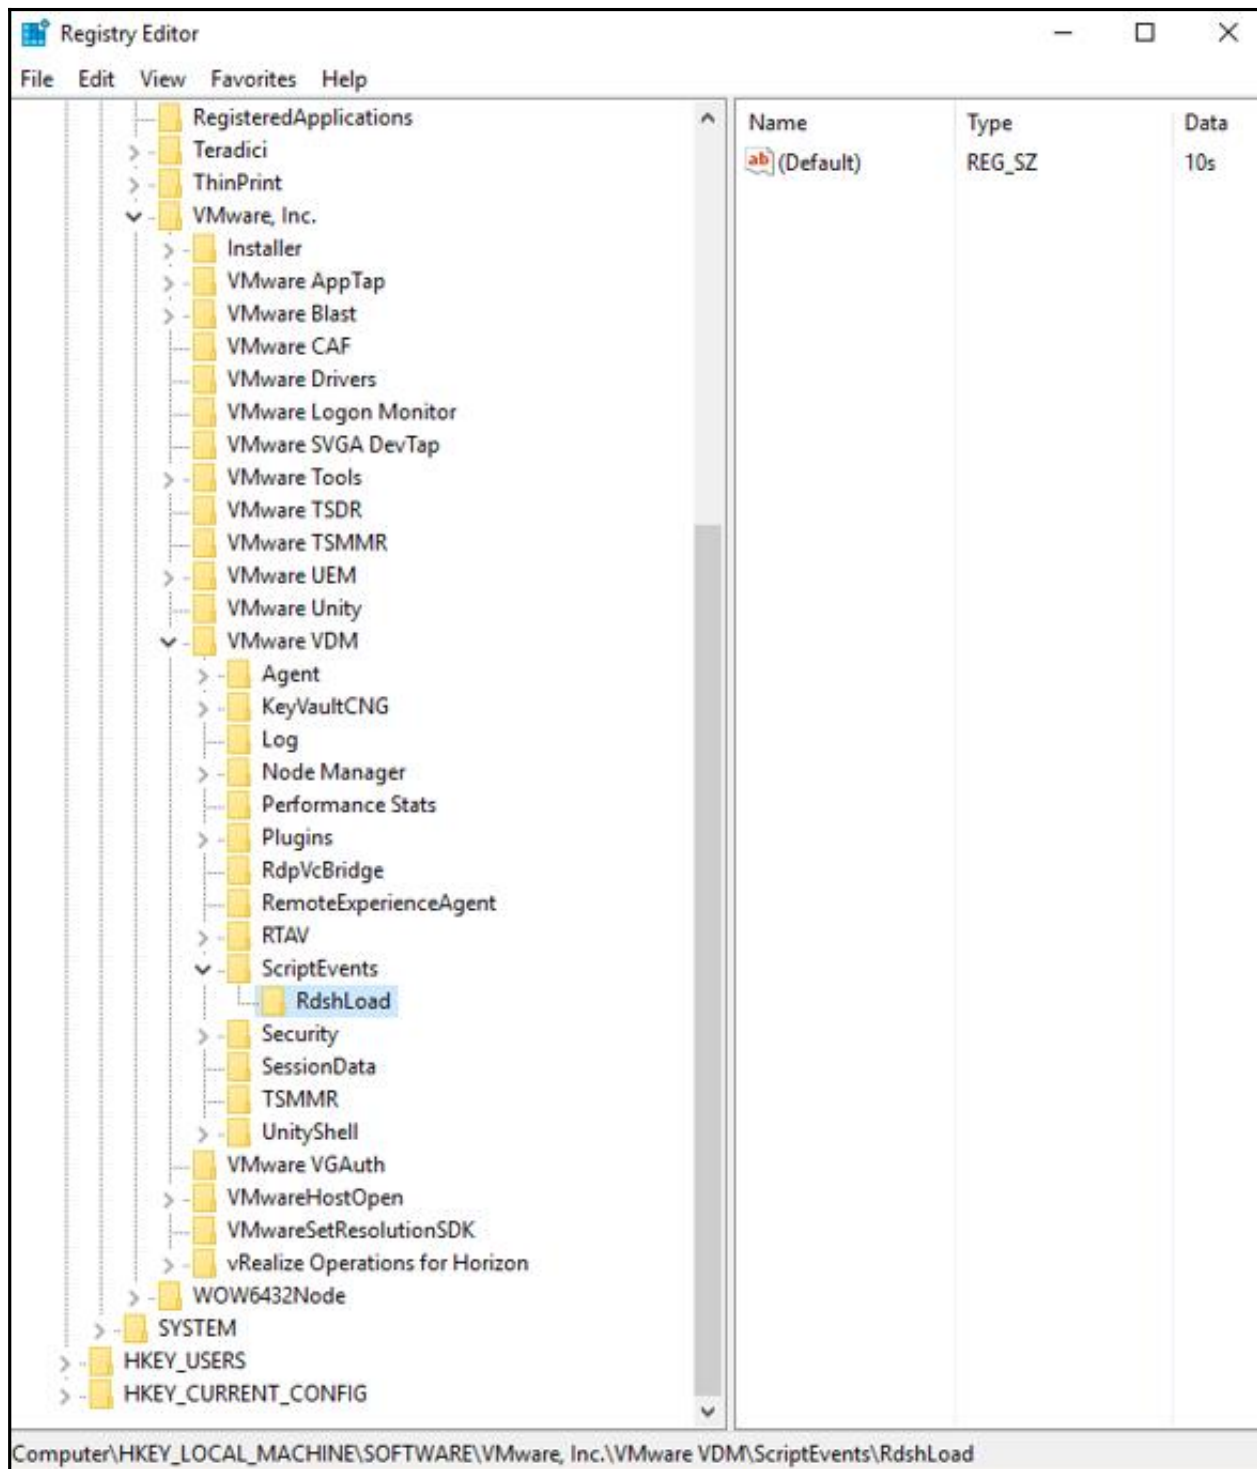 Registry Editor
File Edit View Favorites Help
RegisteredApplications
Teradici
ThinPrint
VMware, Inc.
Installer
VMware AppTap
VMware Blast
VMware CAF
VMware Drivers
VMware Logon Monitor
VMware SVGA DevTap
VMware Tools
VMware TSDR
VMware TSMMR
VMware UEM
VMware Unity
VMware VDM
Agent
KeyVaultCNG
Log
Node Manager
Performance Stats
Plugins
RdpVcBridge
RemoteExperienceAgent
RTAV
ScriptEvents
RdshLoad
Security
SessionData
TSMMR
UnityShell
VMware VGAuth
VMwareHostOpen
VMwareSetResolutionSDK
vRealize Operations for Horizon
WOW6432Node
SYSTEM
HKEY_USERS
HKEY_CURRENT_CONFIG
Name Type Data
ab (Default) REG_SZ 10s
Computer\HKEY_LOCAL_MACHINE\SOFTWARE\VMware, Inc.\VMware VDM\ScriptEvents\RdshLoad